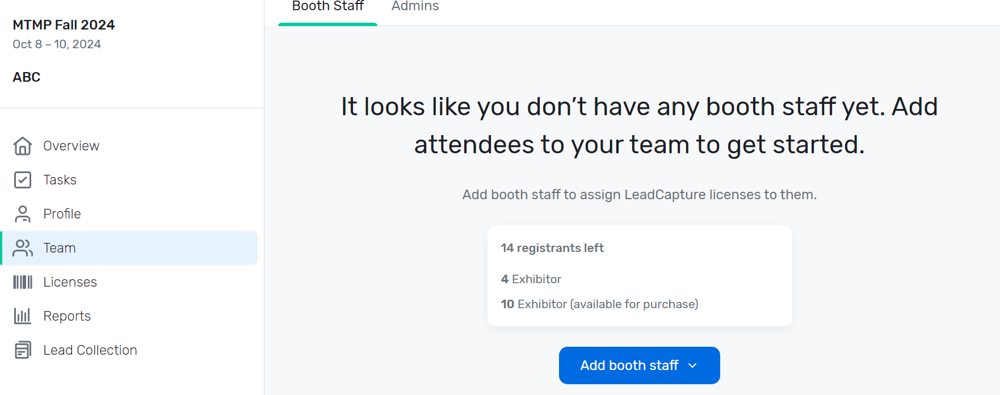 MTMP Fall 2024
Oct 8 – 10, 2024
ABC
Overview
Tasks
Profile
Team
Licenses
Reports
Lead Collection
Booth Staff
Admins
It looks like you don’t have any booth staff yet. Add
attendees to your team to get started.
Add booth staff to assign LeadCapture licenses to them.
14 registrants left
4 Exhibitor
10 Exhibitor (available for purchase)
Add booth staff